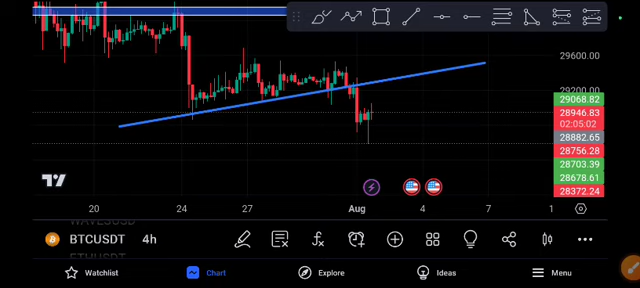 29600.00
29200.00
29068.82
28946.83
02:05:02
28882.65
28756.28
28703.39
28678.61
28372.24
20
24
27
Aug
4
7
1
BTCUSDT 4h
Watchlist
Chart
Explore
Ideas
Menu